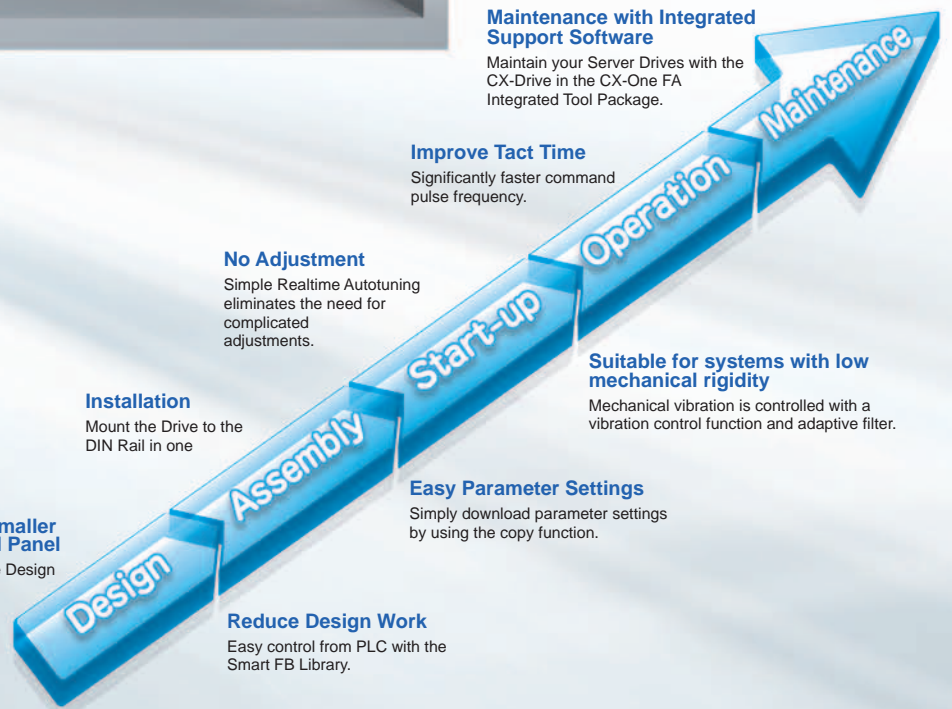 Maintenance with Integrated
Support Software
Maintain your Server Drives with the
CX-Drive in the CX-One FA
Integrated Tool Package.
Maintenance
Improve Tact Time
Significantly faster command
pulse frequency.
Operation
No Adjustment
Simple Realtime Autotuning
eliminates the need for
complicated
adjustments.
Start-up
Suitable for systems with low
mechanical rigidity
Mechanical vibration is controlled with a
vibration control function and adaptive filter.
Installation
Mount the Drive to the
DIN Rail in one
Assembly
Easy Parameter Settings
Simply download parameter settings
by using the copy function.
Panel
Design
Design
Reduce Design Work
Easy control from PLC with the
Smart FB Library.